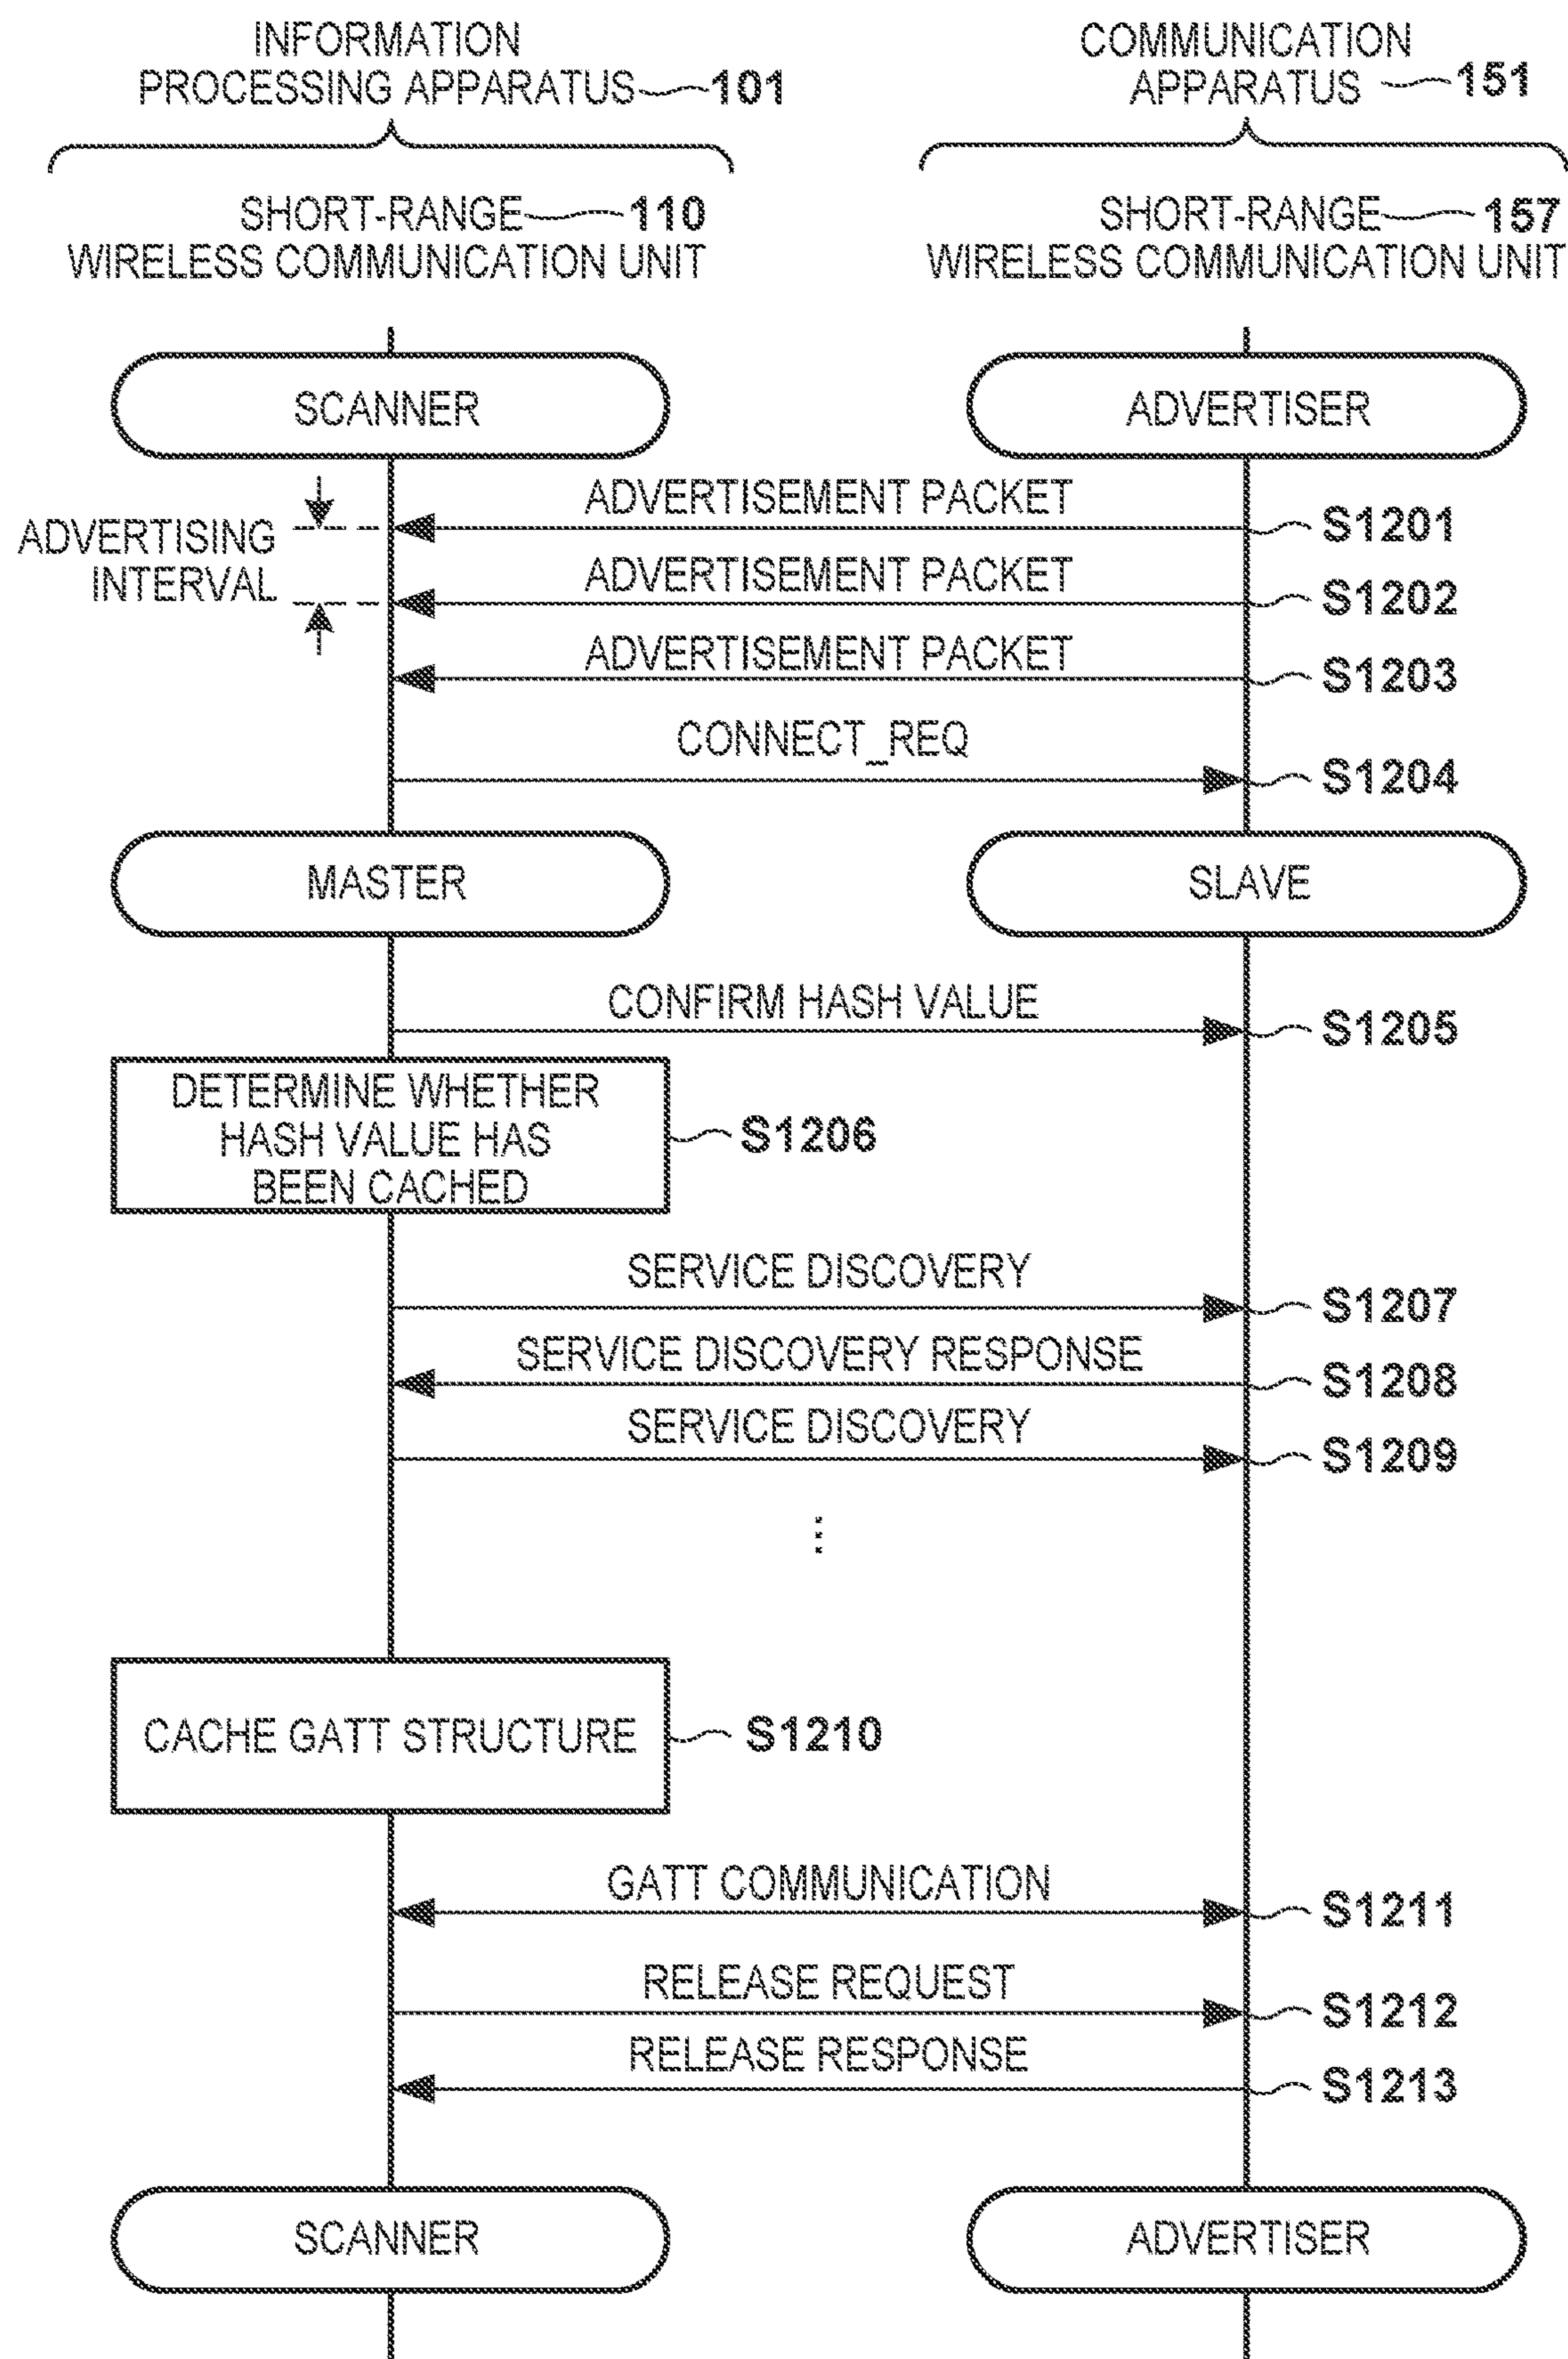 INFORMATION
PROCESSING APPARATUS 101
COMMUNICATION
APPARATUS 151
SHORT-RANGE 110
WIRELESS COMMUNICATION UNIT
SHORT-RANGE 157
WIRELESS COMMUNICATION UNIT
SCANNER
ADVERTISER
ADVERTISEMENT PACKET
S1201
ADVERTISING
INTERVAL
ADVERTISEMENT PACKET
S1202
ADVERTISEMENT PACKET
S1203
CONNECT_REQ
S1204
MASTER
SLAVE
CONFIRM HASH VALUE
S1205
DETERMINE WHETHER
HASH VALUE HAS
BEEN CACHED
S1206
SERVICE DISCOVERY
S1207
SERVICE DISCOVERY RESPONSE
S1208
SERVICE DISCOVERY
S1209
⋮
CACHE GATT STRUCTURE
S1210
GATT COMMUNICATION
S1211
RELEASE REQUEST
S1212
RELEASE RESPONSE
S1213
SCANNER
ADVERTISER